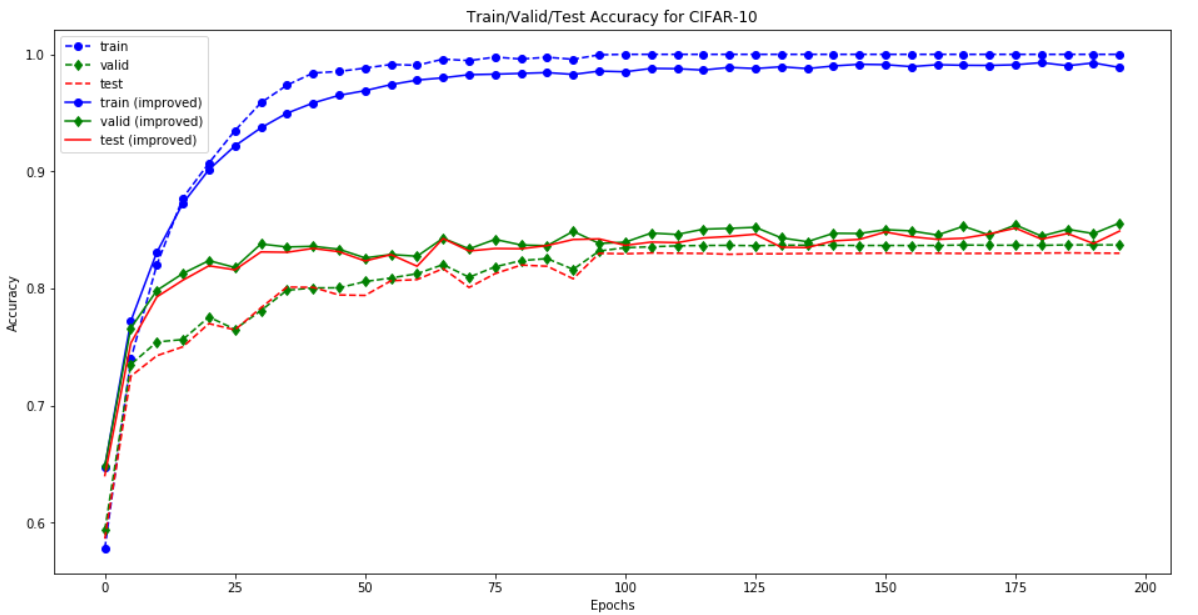 Train/Valid/Test Accuracy for CIFAR-10
train
valid
test
train (improved)
valid (improved)
test (improved)
Accuracy
1.0
0.9
0.8
0.7
0.6
0 25 50 75 100 125 150 175 200
Epochs